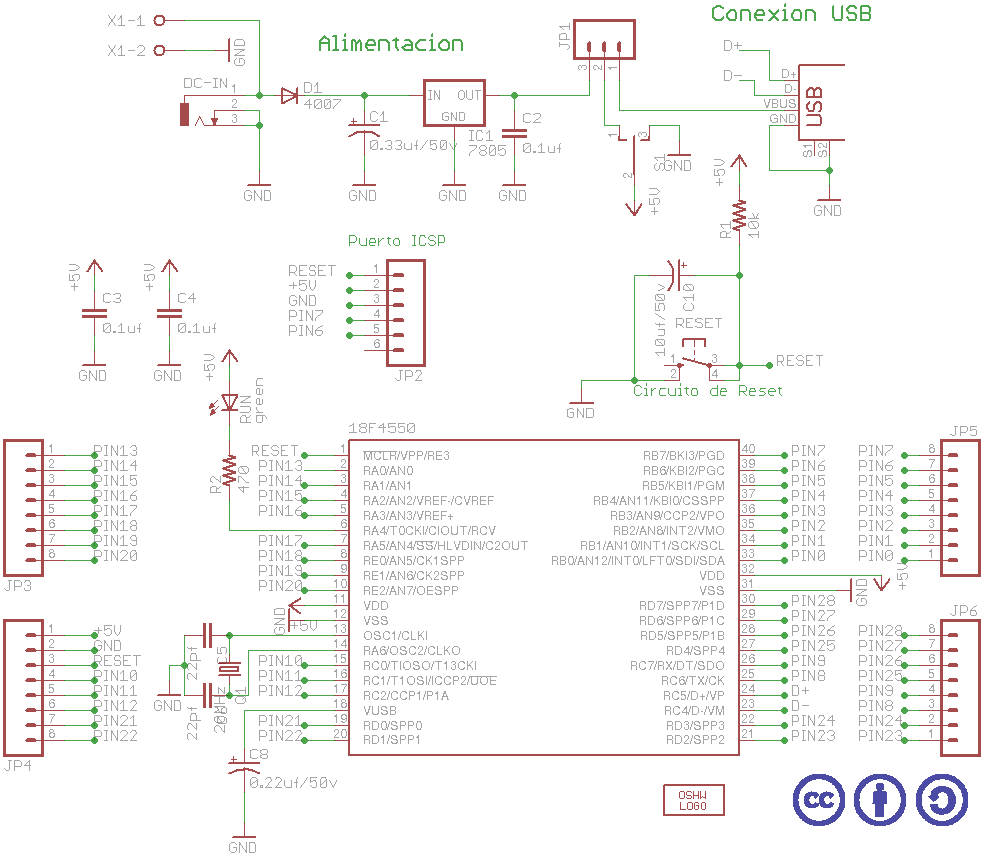 X1-1
X1-2
GND
Alimentacion
Conexion USB
DC-IN
1
2
3
D1
4007
C1
0.33uf/50v
IN OUT
GND
IC1
7805
C2
0.1uf
GND
GND
GND
GND
JP1
3
2
1
1
3
2
S1
GND
+5V
D+
D-
D+
D-
VBUS
GND
USB
S1
S2
GND
+5V
R1
10k
Puerto ICSP
RESET
+5V
GND
PIN7
PIN6
1
2
3
4
5
6
JP2
+5V
C3
0.1uf
GND
+5V
C4
0.1uf
GND
10uf/50v
C10
RESET
1
2
3
4
RESET
GND
Circuito de Reset
+5V
RUN
green
R2
470
18F4550
1
2
3
4
5
6
7
8
PIN13
PIN14
PIN15
PIN16
PIN17
PIN18
PIN19
PIN20
JP3
RESET
PIN13
PIN14
PIN15
PIN16
PIN17
PIN18
PIN19
PIN20
GND
+5V
PIN10
PIN11
PIN12
PIN21
PIN22
1 MCLR/VPP/RE3
2 RA0/AN0
3 RA1/AN1
4 RA2/AN2/VREF-/CVREF
5 RA3/AN3/VREF+
6 RA4/T0CKI/CIOUT/RCV
7 RA5/AN4/SS/HLVDIN/C2OUT
8 RE0/AN5/CK1SPP
9 RE1/AN6/CK2SPP
10 RE2/AN7/OESPP
11 VDD
12 VSS
13 OSC1/CLKI
14 RA6/OSC2/CLKO
15 RC0/TIOSO/T13CKI
16 RC1/T1OSI/ICCP2/UOE
17 RC2/CCP1/P1A
18 VUSB
19 RD0/SPP0
20 RD1/SPP1
RB7/BKI3/PGD 40
RB6/KBI2/PGC 39
RB5/KBI1/PGM 38
RB4/AN11/KBI0/CSSPP 37
RB3/AN9/CCP2/VPO 36
RB2/AN8/INT2/VMO 35
RB1/AN10/INT1/SCK/SCL 34
RB0/AN12/INT0/LFT0/SDI/SDA 33
VDD 32
VSS 31
RD7/SPP7/P1D 30
RD6/SPP6/P1C 29
RD5/SPP5/P1B 28
RD4/SPP4 27
RC7/RX/DT/SDO 26
RC6/TX/CK 25
RC5/D+/VP 24
RC4/D-/VM 23
RD3/SPP3 22
RD2/SPP2 21
PIN7
PIN6
PIN5
PIN4
PIN3
PIN2
PIN1
PIN0
GND
+5V
PIN28
PIN27
PIN26
PIN25
PIN9
PIN8
D+
D-
PIN24
PIN23
JP5
PIN7 8
PIN6 7
PIN5 6
PIN4 5
PIN3 4
PIN2 3
PIN1 2
PIN0 1
JP6
PIN28 8
PIN27 7
PIN26 6
PIN25 5
PIN9 4
PIN8 3
PIN24 2
PIN23 1
1 +5V
2 GND
3 RESET
4 PIN10
5 PIN11
6 PIN12
7 PIN21
8 PIN22
JP4
22Pf
C5
Q1
GND
22Pf
C8
0.22uf/50v
GND
OSHW
LOGO
cc